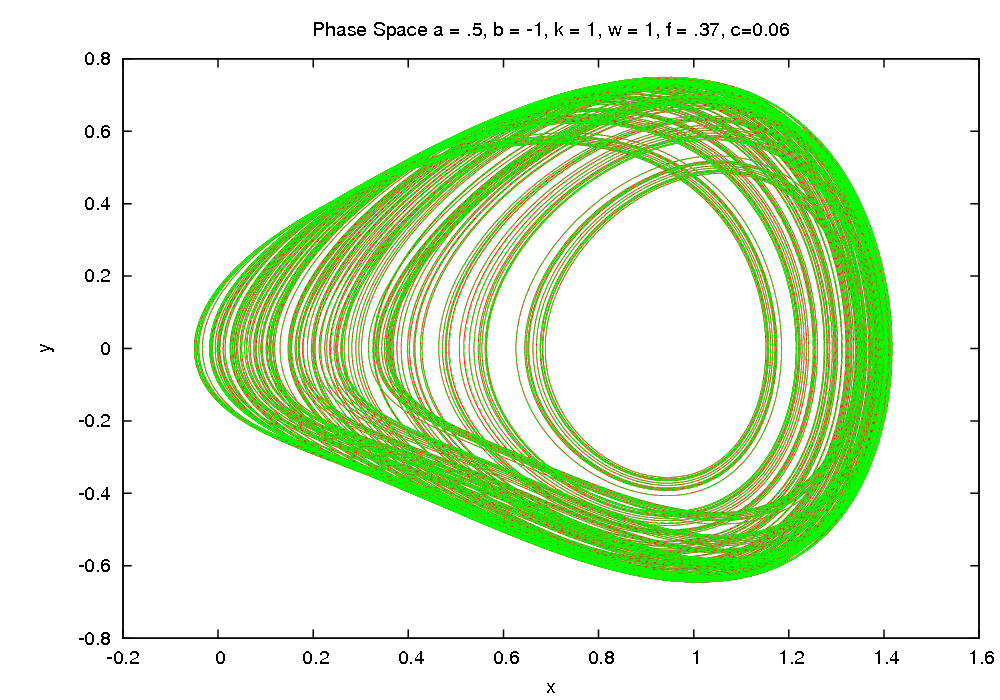 Phase Space a = .5, b = -1, k = 1, w = 1, f = .37, c=0.06
0.8
0.6
0.4
0.2
0
-0.2
-0.4
-0.6
-0.8
y
-0.2 0 0.2 0.4 0.6 0.8 1 1.2 1.4 1.6
x